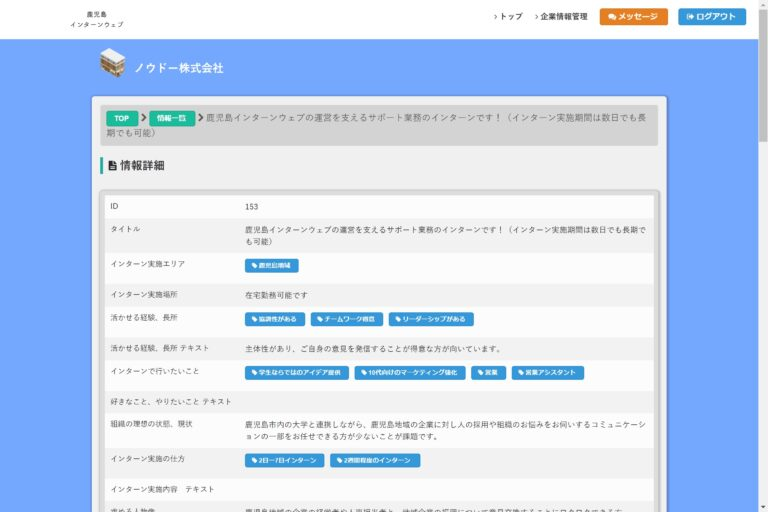 鹿児島
インターンウェブ
トップ
企業情報管理
メッセージ
ログアウト
ノウドー株式会社
TOP
情報一覧
鹿児島インターンウェブの運営を支えるサポート業務のインターンです！（インターン実施期間は数日でも長
期でも可能）
情報詳細
ID
153
タイトル
鹿児島インターンウェブの運営を支えるサポート業務のインターンです！（インターン実施期間は数日でも長期で
も可能）
インターン実施エリア
鹿児島地域
インターン実施場所
在宅勤務可能です
活かせる経験、長所
協調性がある
チームワーク得意
リーダーシップがある
活かせる経験、長所 テキスト
主体性があり、ご自身の意見を発信することが得意な方が向いています。
インターンで行いたいこと
学生ならではのアイデア提供
10代向けのマーケティング強化
営業
営業アシスタント
好きなこと、やりたいこと テキスト
組織の理想の状態、現状
鹿児島市内の大学と連携しながら、鹿児島地域の企業に対し人の採用や組織のお悩みをお伺いするコミュニケーシ
ョンの一部をお任せできる方が少ないことが課題です。
インターン実施の仕方
2日～7日インターン
2週間程度のインターン
インターン実施内容　テキスト
求める人物像